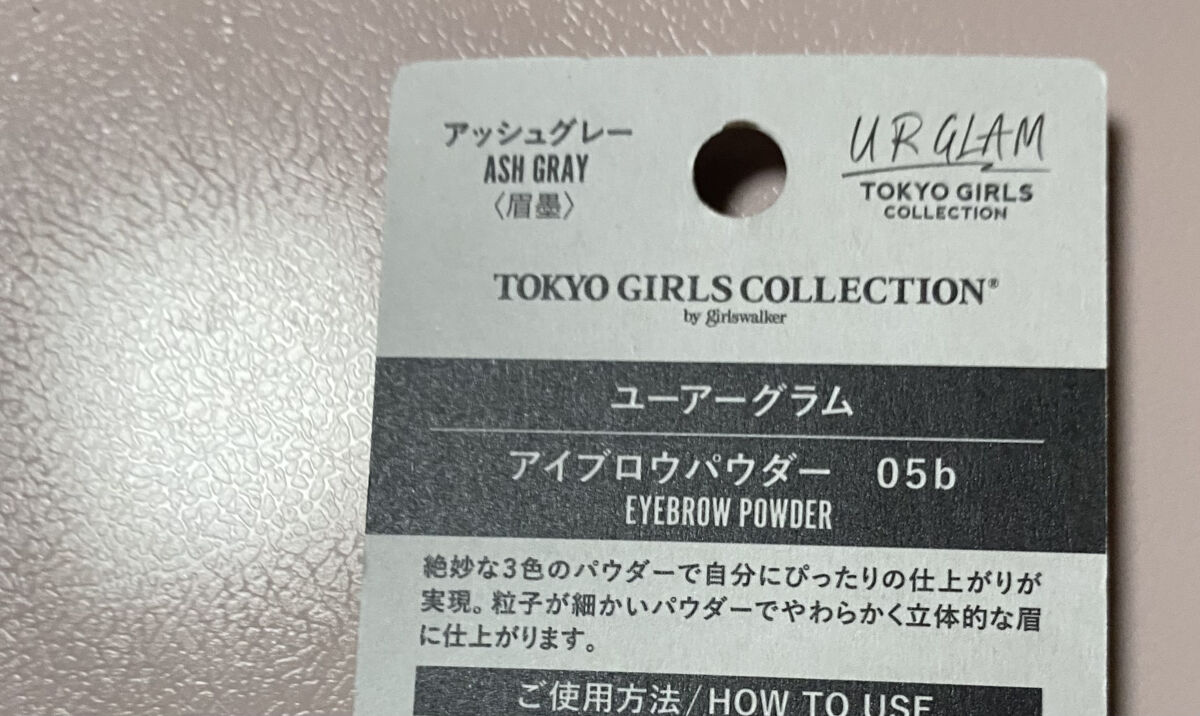 アッシュグレー
ASH GRAY
〈眉墨〉
UR GLAM
TOKYO GIRLS
COLLECTION
TOKYO GIRLS COLLECTION®
by girlswalker
ユーアーグラム
アイブロウパウダー 05b
EYEBROW POWDER
絶妙な3色のパウダーで自分にぴったりの仕上がりが
実現。粒子が細かいパウダーでやわらかく立体的な眉
に仕上がります。
ご使用方法/HOW TO USE